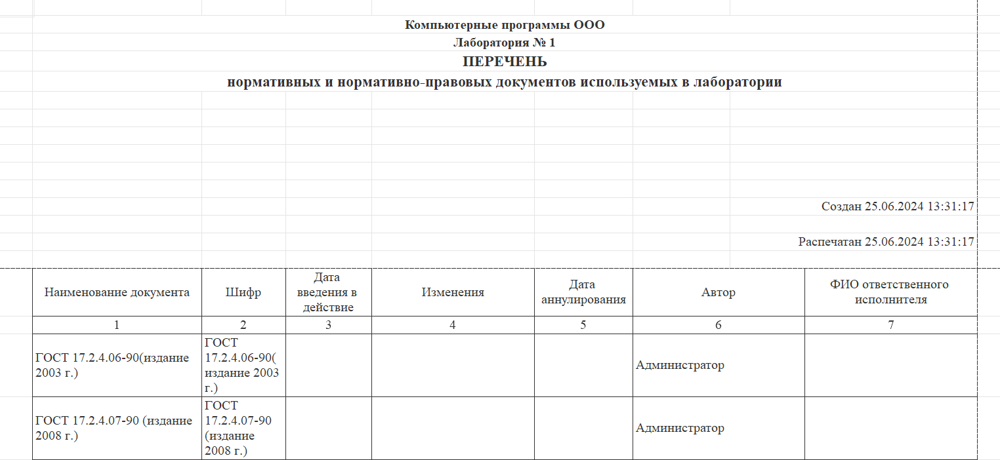 Компьютерные программы ООО
Лаборатория № 1
ПЕРЕЧЕНЬ
нормативных и нормативно-правовых документов используемых в лаборатории
Создан 25.06.2024 13:31:17
Распечатан 25.06.2024 13:31:17
Наименование документа
Шифр
Дата
введения в
действие
Изменения
Дата
аннулирования
Автор
ФИО ответственного
исполнителя
1
2
3
4
5
6
7
ГОСТ 17.2.4.06-90(издание
2003 г.)
ГОСТ
17.2.4.06-90(
издание 2003
г.)
Администратор
ГОСТ 17.2.4.07-90 (издание
2008 г.)
ГОСТ
17.2.4.07-90
(издание
2008 г.)
Администратор